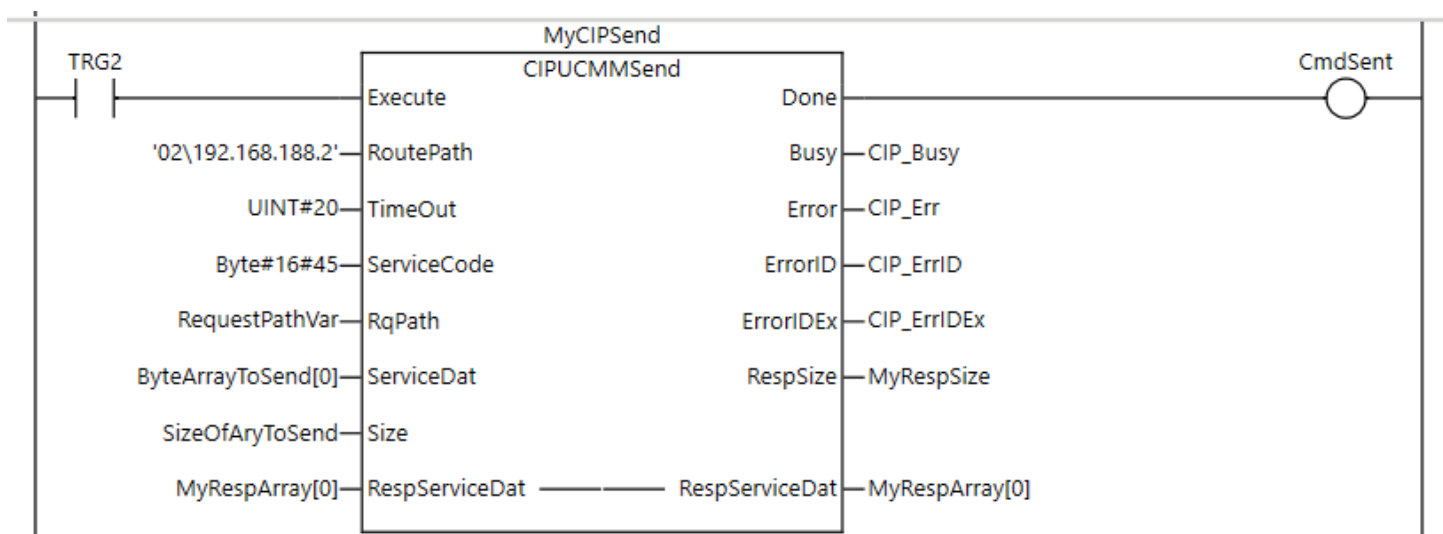 MyCIPSend
TRG2 CIPUCMMSend CmdSent
Execute Done
'02\192.168.188.2' RoutePath Busy CIP_Busy
UINT#20 TimeOut Error CIP_Err
Byte#16#45 ServiceCode ErrorID CIP_ErrID
RequestPathVar RqPath ErrorIDEx CIP_ErrIDEx
ByteArrayToSend[0] ServiceDat RespSize MyRespSize
SizeOfAryToSend Size
MyRespArray[0] RespServiceDat RespServiceDat MyRespArray[0]